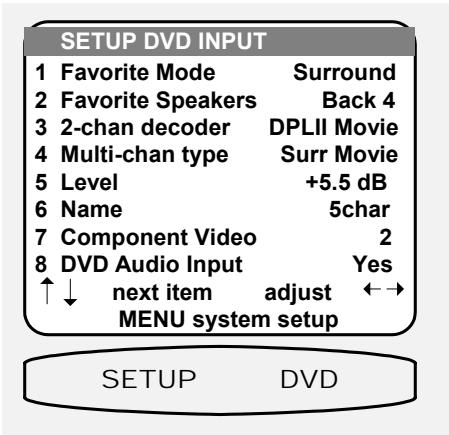 SETUP DVD INPUT
1 Favorite Mode Surround
2 Favorite Speakers Back 4
3 2-chan decoder DPLII Movie
4 Multi-chan type Surr Movie
5 Level +5.5 dB
6 Name 5char
7 Component Video 2
8 DVD Audio Input Yes
↑↓ next item adjust ←→
MENU system setup
SETUP DVD